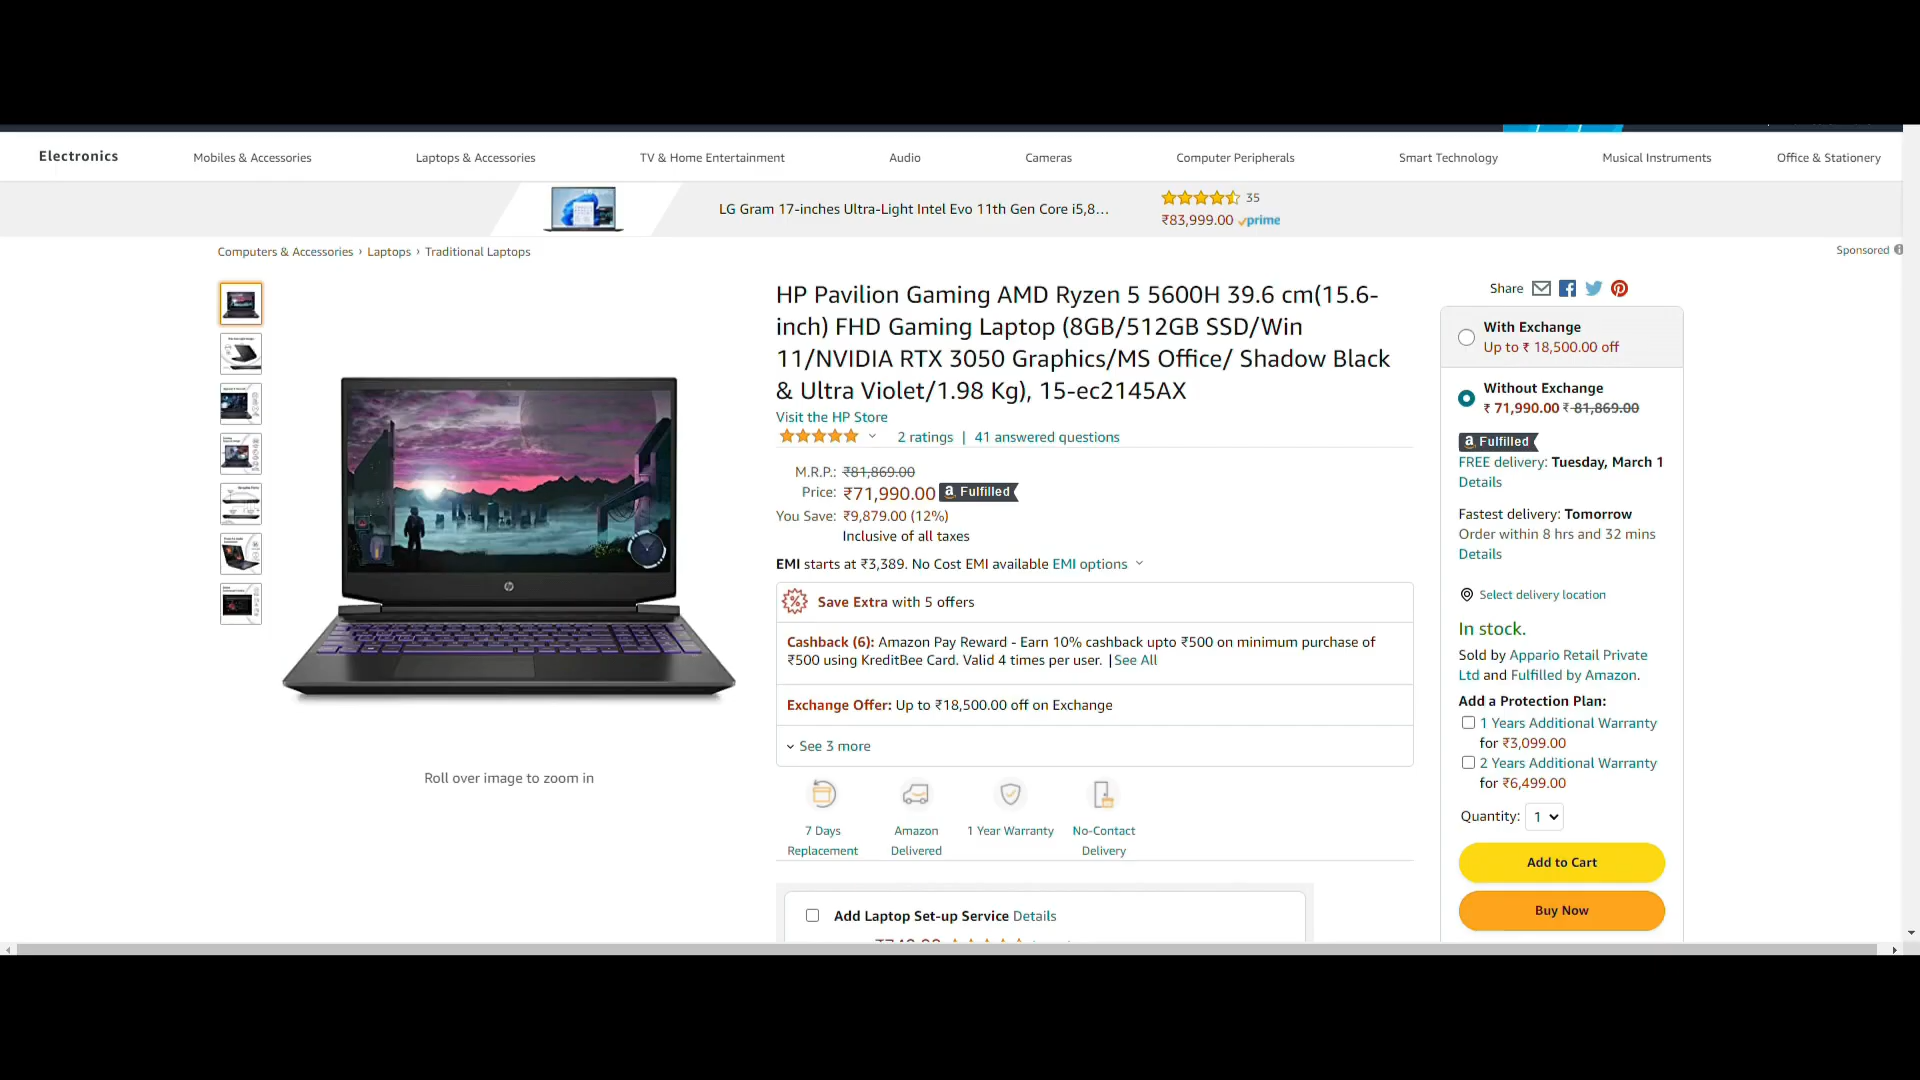 Electronics
Mobiles & Accessories
Laptops & Accessories
TV & Home Entertainment
Audio
Cameras
Computer Peripherals
Smart Technology
Musical Instruments
Office & Stationery
LG Gram 17-inches Ultra-Light Intel Evo 11th Gen Core i5,8...
35
₹83,999.00 prime
Computers & Accessories › Laptops › Traditional Laptops
Sponsored
HP Pavilion Gaming AMD Ryzen 5 5600H 39.6 cm(15.6-
inch) FHD Gaming Laptop (8GB/512GB SSD/Win
11/NVIDIA RTX 3050 Graphics/MS Office/ Shadow Black
& Ultra Violet/1.98 Kg), 15-ec2145AX
Visit the HP Store
2 ratings | 41 answered questions
M.R.P.: ₹81,869.00
Price: ₹71,990.00 a Fulfilled
You Save: ₹9,879.00 (12%)
Inclusive of all taxes
EMI starts at ₹3,389. No Cost EMI available EMI options
% Save Extra with 5 offers
Cashback (6): Amazon Pay Reward - Earn 10% cashback upto ₹500 on minimum purchase of
₹500 using KreditBee Card. Valid 4 times per user. |See All
Exchange Offer: Up to ₹18,500.00 off on Exchange
See 3 more
7 Days
Replacement
Amazon
Delivered
1 Year Warranty
No-Contact
Delivery
Add Laptop Set-up Service Details
hp
Roll over image to zoom in
Share
With Exchange
Up to ₹ 18,500.00 off
Without Exchange
₹ 71,990.00 ₹ 81,869.00
a Fulfilled
FREE delivery: Tuesday, March 1
Details
Fastest delivery: Tomorrow
Order within 8 hrs and 32 mins
Details
Select delivery location
In stock.
Sold by Appario Retail Private
Ltd and Fulfilled by Amazon.
Add a Protection Plan:
1 Years Additional Warranty
for ₹3,099.00
2 Years Additional Warranty
for ₹6,499.00
Quantity: 1
Add to Cart
Buy Now